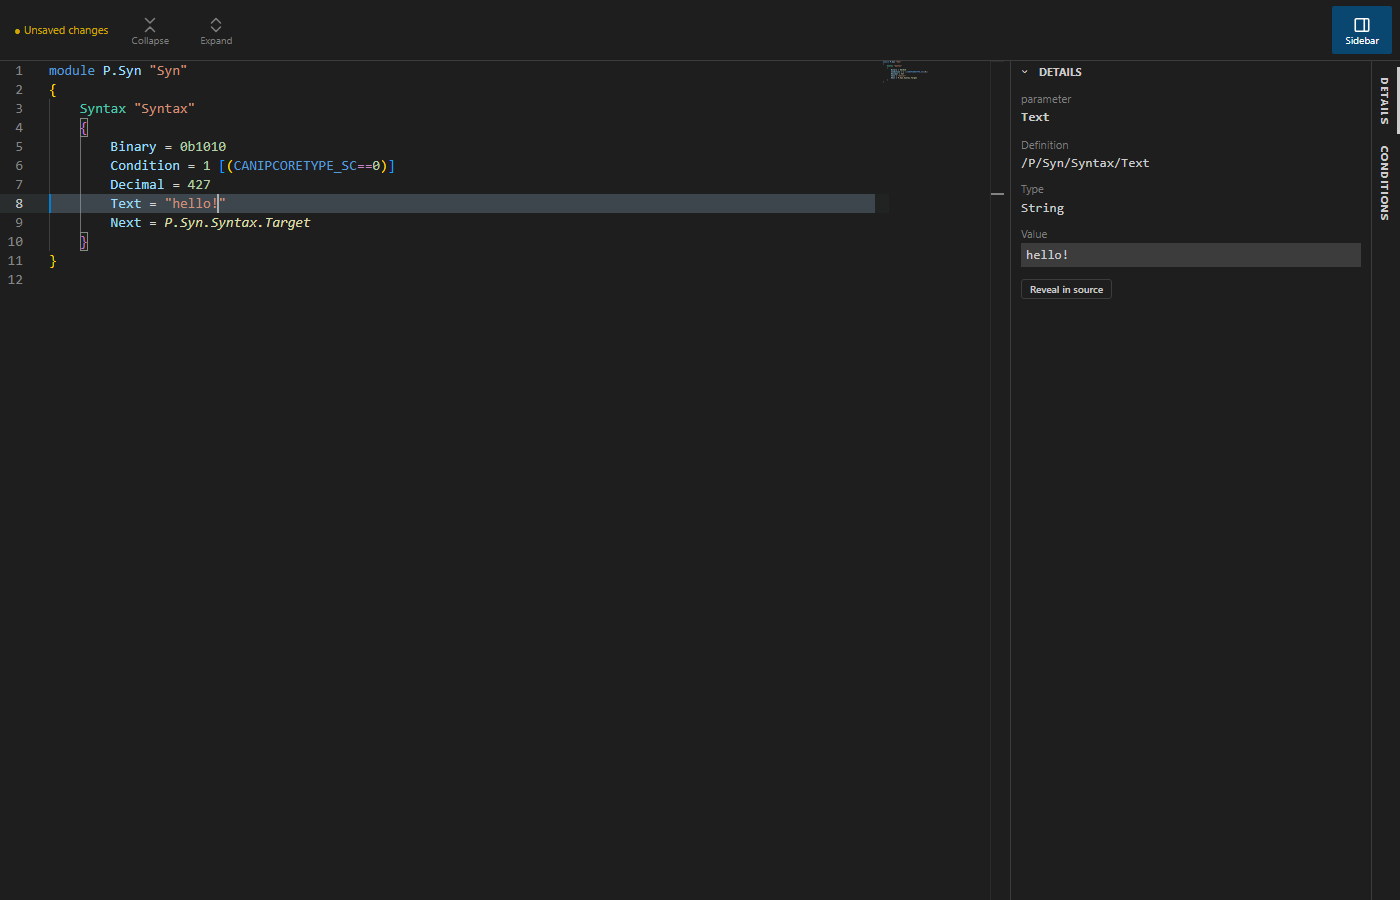 ● Unsaved changes
Collapse
Expand
Sidebar
1 module P.Syn "Syn"
2 {
3     Syntax "Syntax"
4     {
5         Binary = 0b1010
6         Condition = 1 [(CANIPCORETYPE_SC==0)]
7         Decimal = 427
8         Text = "hello!"
9         Next = P.Syn.Syntax.Target
10     }
11 }
12
DETAILS
parameter
Text
Definition
/P/Syn/Syntax/Text
Type
String
Value
hello!
Reveal in source
DETAILS
CONDITIONS